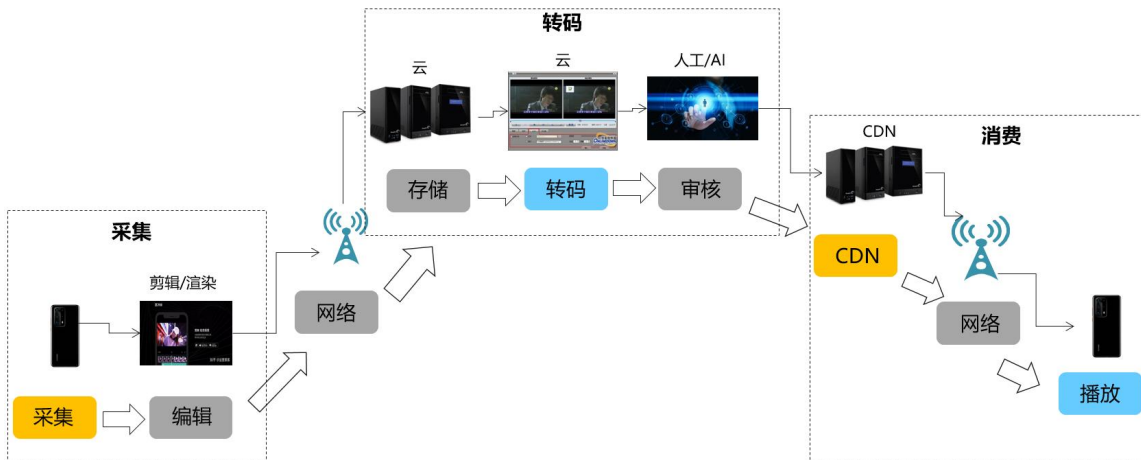 转码
云
云
人工/AI
存储
转码
审核
采集
剪辑/渲染
采集
编辑
网络
消费
CDN
CDN
网络
播放